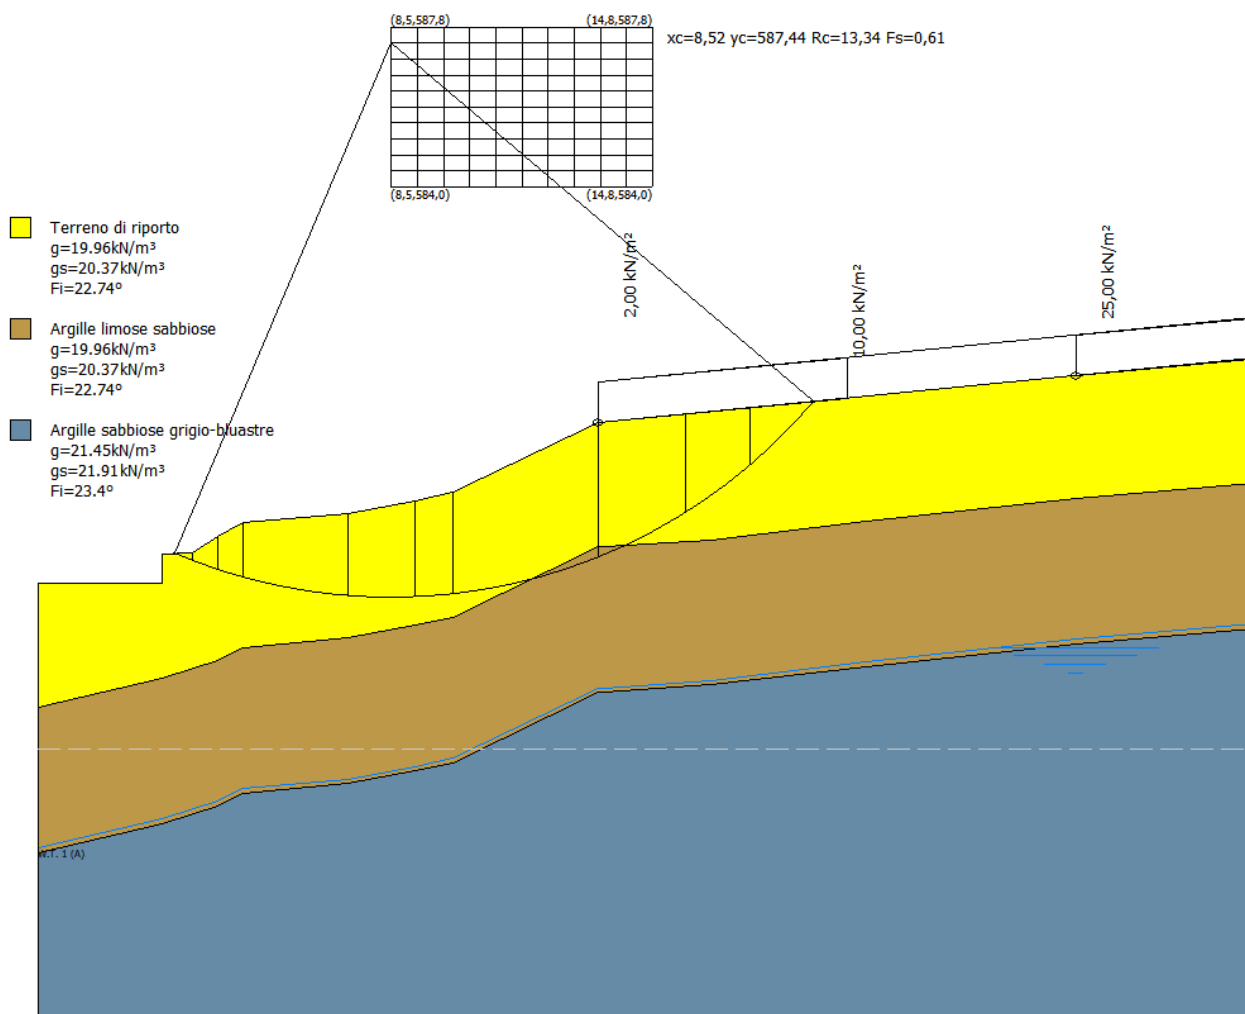 (8,5,587,8)
(14,8,587,8)
xc=8,52 yc=587,44 Rc=13,34 Fs=0,61
(8,5,584,0)
(14,8,584,0)
Terreno di riporto
g=19.96kN/m³
gs=20.37kN/m³
Fi=22.74º
Argille limose sabbiose
g=19.96kN/m³
gs=20.37kN/m³
Fi=22.74º
Argille sabbiose grigio-bluastre
g=21.45kN/m³
gs=21.91kN/m³
Fi=23.4º
2,00 kN/m²
10,00 kN/m²
25,00 kN/m²
W.T. 1 (A)